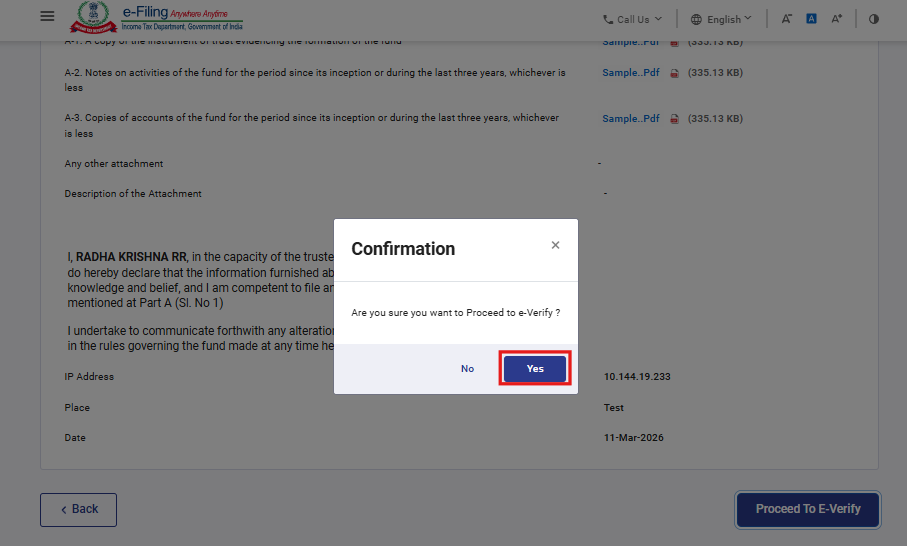 e-Filing Anywhere Anytime
Income Tax Department, Government of India
Call Us
English
A-
A
A+
A-1. A copy of the instrument of trust evidencing the formation of the fund
Sample..Pdf (335.13 KB)
A-2. Notes on activities of the fund for the period since its inception or during the last three years, whichever is
less
Sample..Pdf (335.13 KB)
A-3. Copies of accounts of the fund for the period since its inception or during the last three years, whichever
is less
Sample..Pdf (335.13 KB)
Any other attachment -
Description of the Attachment -
I, RADHA KRISHNA RR, in the capacity of the truste
do hereby declare that the information furnished ab
knowledge and belief, and I am competent to file an
mentioned at Part A (Sl. No 1)
I undertake to communicate forthwith any alteration
in the rules governing the fund made at any time he
Confirmation
×
Are you sure you want to Proceed to e-Verify ?
No
Yes
IP Address 10.144.19.233
Place Test
Date 11-Mar-2026
Back
Proceed To E-Verify